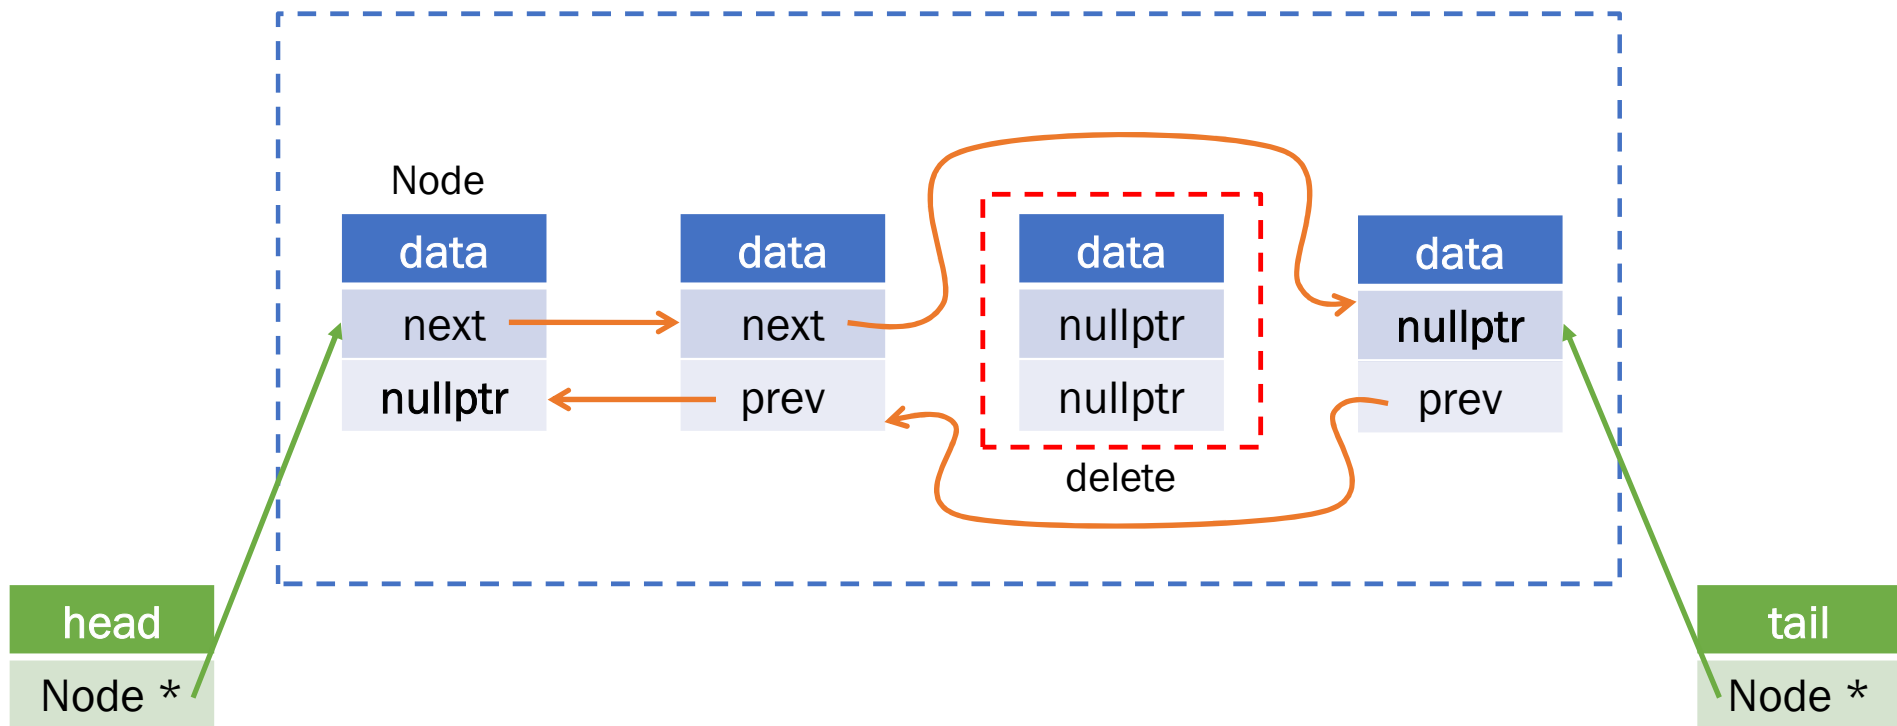 Node
data
next
nullptr
data
next
prev
data
nullptr
nullptr
delete
data
nullptr
prev
head
Node *
tail
Node *